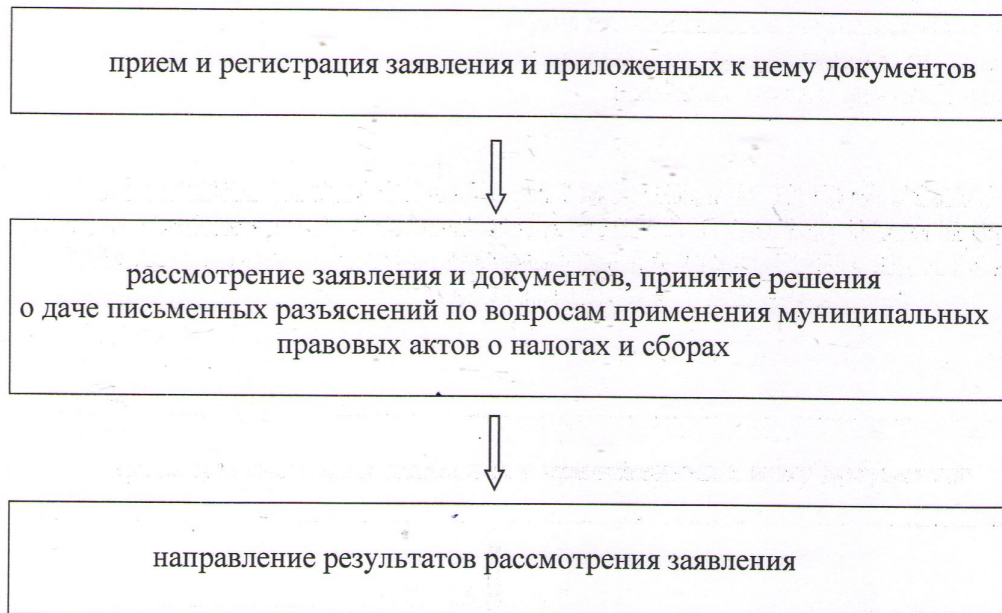 прием и регистрация заявления и приложенных к нему документов
рассмотрение заявления и документов, принятие решения
о даче письменных разъяснений по вопросам применения муниципальных
правовых актов о налогах и сборах
направление результатов рассмотрения заявления